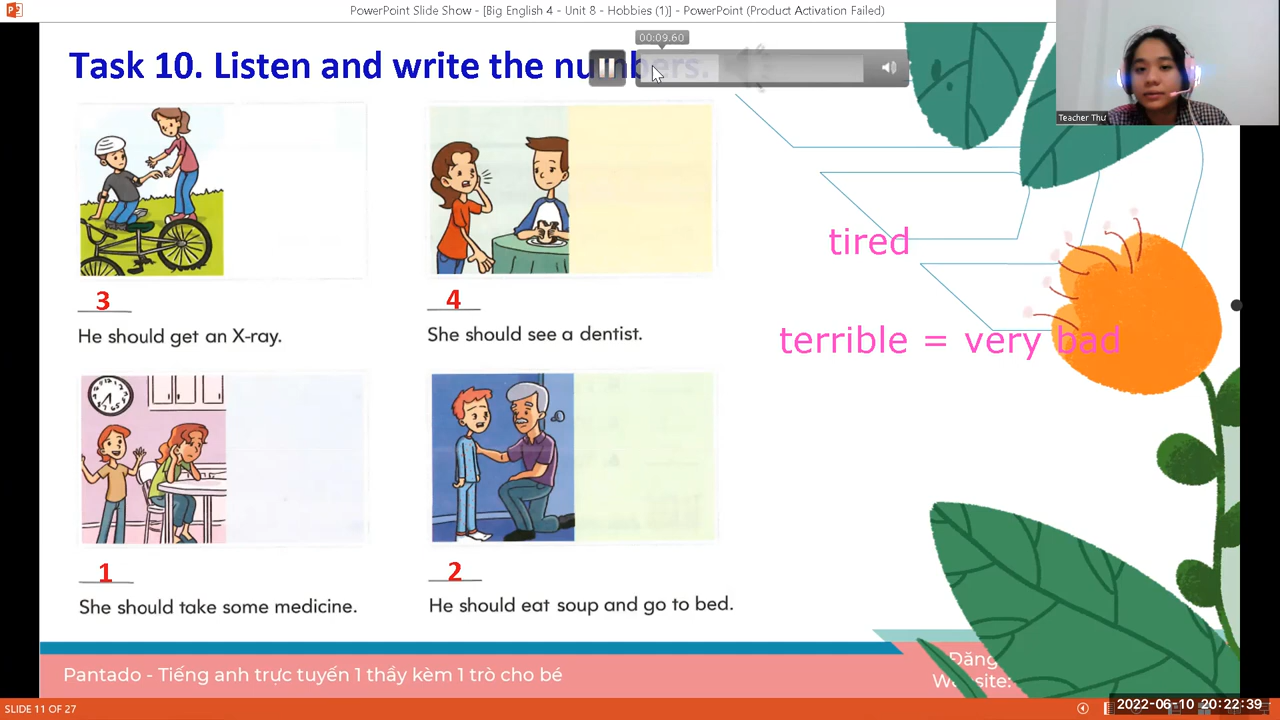 PowerPoint Slide Show - [Big English 4 - Unit 8 - Hobbies (1)] - PowerPoint (Product Activation Failed)
00:09.60
Task 10. Listen and write the numbers.
Teacher Thư
tired
3
He should get an X-ray.
4
She should see a dentist.
terrible = very bad
1
She should take some medicine.
2
He should eat soup and go to bed.
Pantado - Tiếng anh trực tuyến 1 thầy kèm 1 trò cho bé
Đăng
SLIDE 11 OF 27
2022-06-10 20:22:39